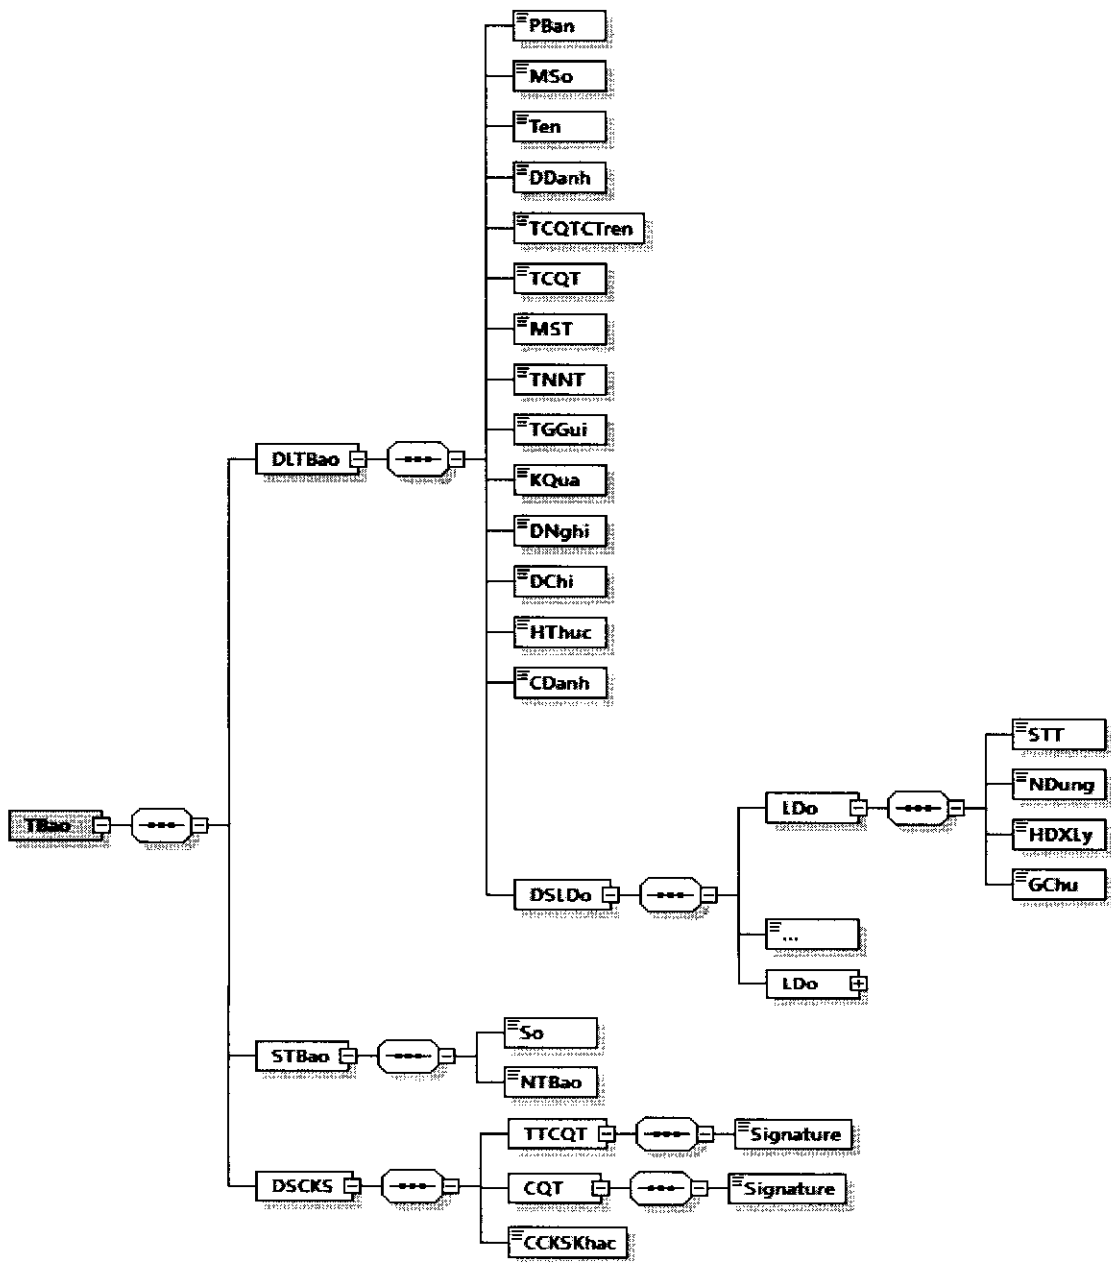 PBan
MSo
Ten
DDanh
TCQTCTren
TCQT
MST
TNNT
TGGui
DLTBao
KQua
DNghi
DChi
HThuc
CDanh
STT
NDung
LDo
TBao
HDXLy
GChu
DSLDo
...
LDo
So
STBao
NTBao
TTCQT
Signature
DSCKS
CQT
Signature
CCKSKhac